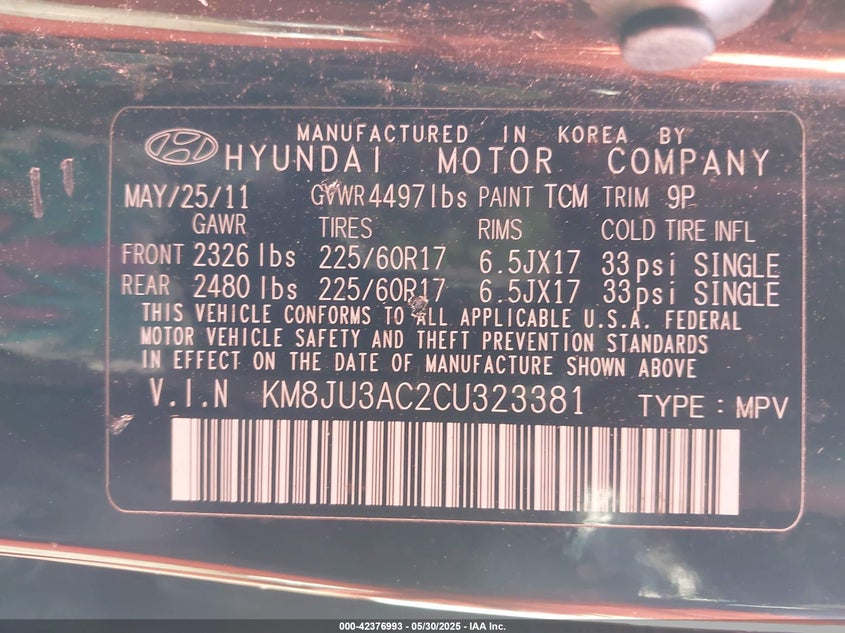 MANUFACTURED IN KOREA BY
HYUNDAI MOTOR COMPANY
MAY/25/11 GVWR 4497lbs PAINT TCM TRIM 9P
GAWR TIRES RIMS COLD TIRE INFL
FRONT 2326 lbs 225/60R17 6.5JX17 33psi SINGLE
REAR 2480 lbs 225/60R17 6.5JX17 33psi SINGLE
THIS VEHICLE CONFORMS TO ALL APPLICABLE U.S.A. FEDERAL
MOTOR VEHICLE SAFETY AND THEFT PREVENTION STANDARDS
IN EFFECT ON THE DATE OF MANUFACTURE SHOWN ABOVE
V.I.N KM8JU3AC2CU323381 TYPE : MPV
000-42376993 - 05/30/2025 - IAA Inc.